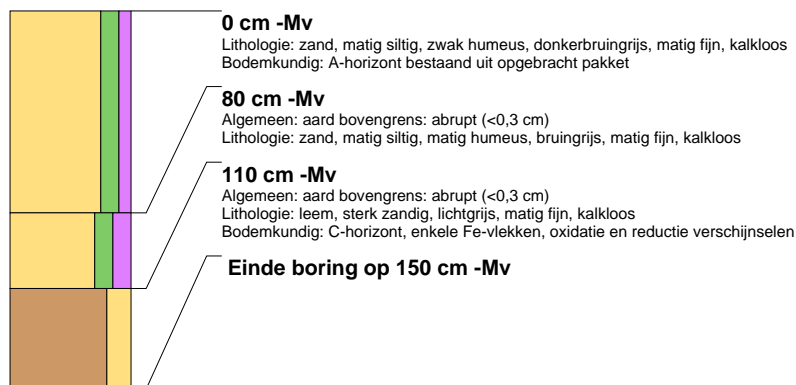 0 cm -Mv
Lithologie: zand, matig siltig, zwak humeus, donkerbruingrijs, matig fijn, kalkloos
Bodemkundig: A-horizont bestaand uit opgebracht pakket
80 cm -Mv
Algemeen: aard bovengrens: abrupt (<0,3 cm)
Lithologie: zand, matig siltig, matig humeus, bruingrijs, matig fijn, kalkloos
110 cm -Mv
Algemeen: aard bovengrens: abrupt (<0,3 cm)
Lithologie: leem, sterk zandig, lichtgrijs, matig fijn, kalkloos
Bodemkundig: C-horizont, enkele Fe-vlekken, oxidatie en reductie verschijnselen
Einde boring op 150 cm -Mv